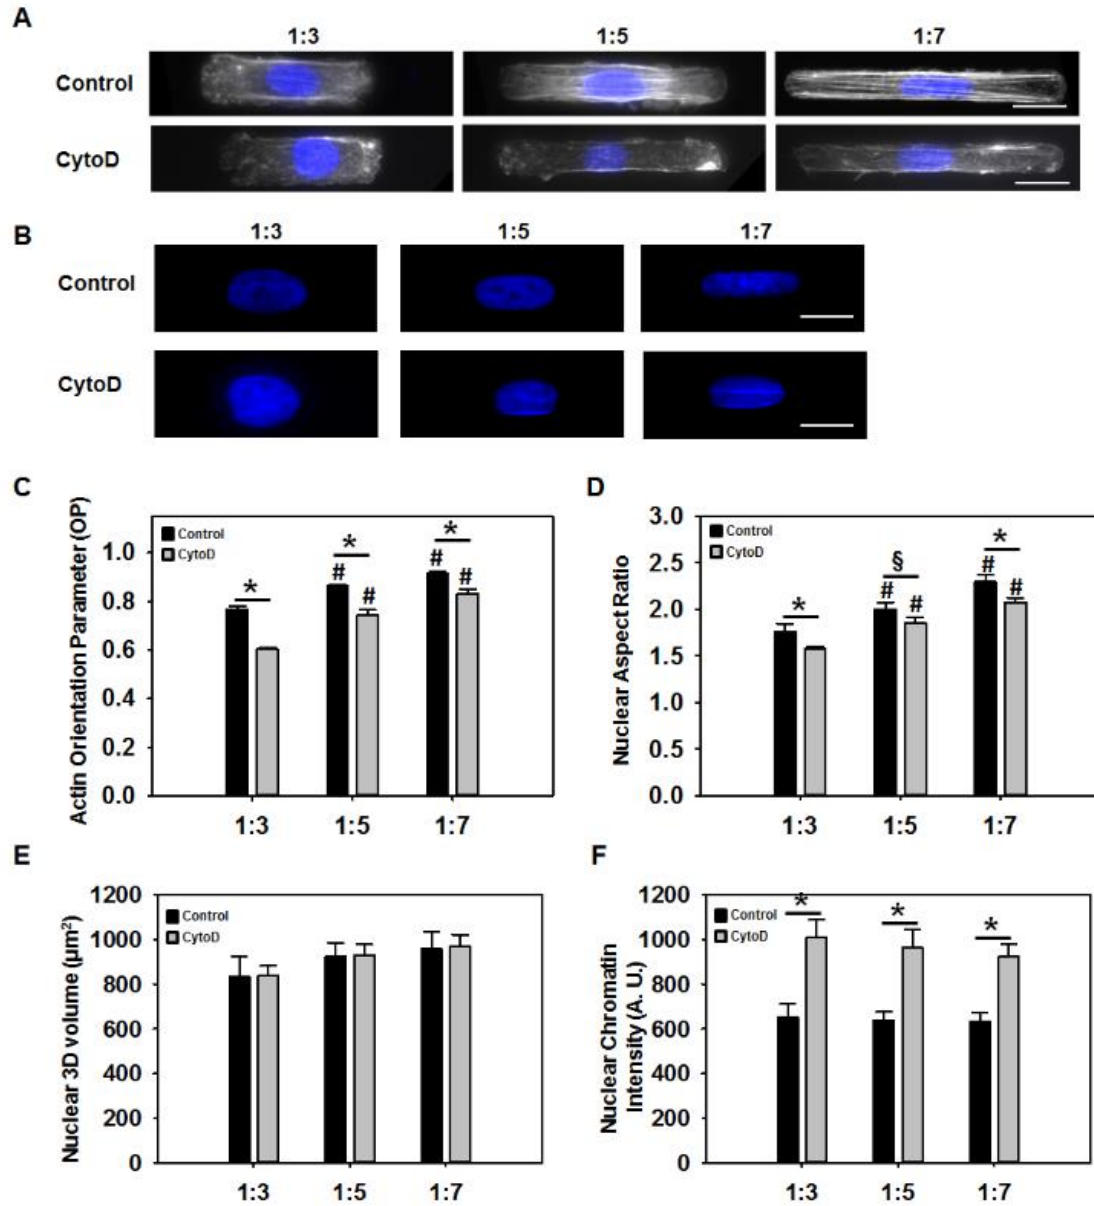 A
1:3 1:5 1:7
Control
CytoD
B
1:3 1:5 1:7
Control
CytoD
C
Actin Orientation Parameter (OP)
Control
CytoD
1.0
0.8
0.6
0.4
0.2
0.0
*
* # #
* # #
1:3 1:5 1:7
D
Nuclear Aspect Ratio
Control
CytoD
3.0
2.5
2.0
1.5
1.0
0.5
0.0
*
§ # #
* # #
1:3 1:5 1:7
E
Nuclear 3D volume (µm²)
Control
CytoD
1200
1000
800
600
400
200
0
1:3 1:5 1:7
F
Nuclear Chromatin
Intensity (A. U.)
Control
CytoD
1200
1000
800
600
400
200
0
* * *
1:3 1:5 1:7